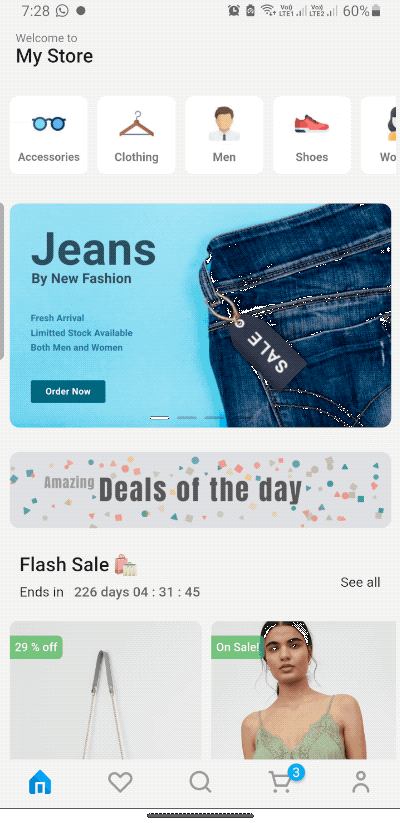 7:28
Vo)) LTE1 Vo)) LTE2 60%
Welcome to
My Store
Accessories Clothing Men Shoes Wo
Jeans
By New Fashion
Fresh Arrival
Limitted Stock Available
Both Men and Women
Order Now
SALE
Amazing Deals of the day
Flash Sale
Ends in 226 days 04 : 31 : 45
See all
29 % off
On Sale!
3